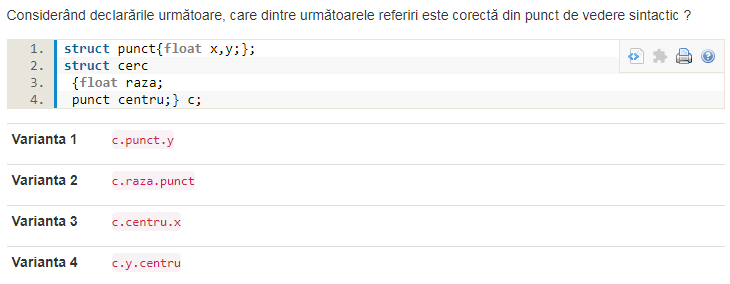 Considerând declarările următoare, care dintre următoarele referiri este corectă din punct de vedere sintactic ?
1. struct punct{float x,y;};
2. struct cerc
3. {float raza;
4. punct centru;} c;
Varianta 1 c.punct.y
Varianta 2 c.raza.punct
Varianta 3 c.centru.x
Varianta 4 c.y.centru